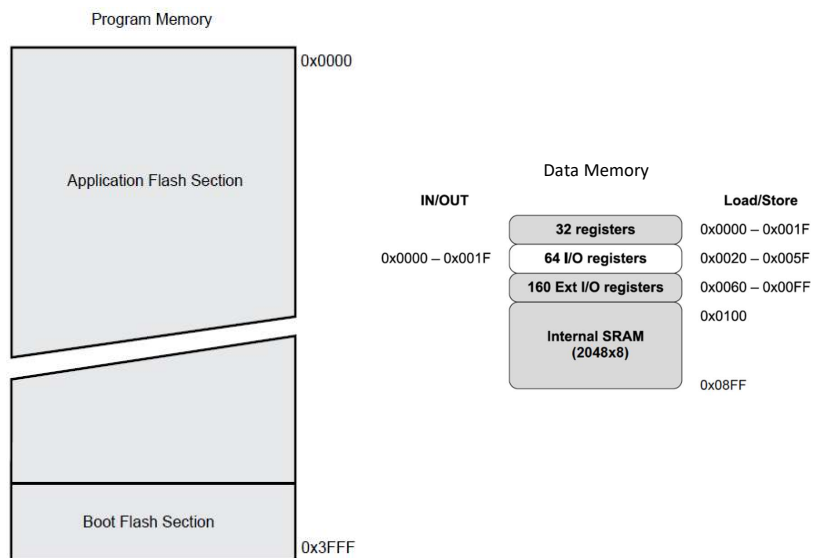 Program Memory
0x0000
Application Flash Section
Boot Flash Section
0x3FFF
Data Memory
IN/OUT
Load/Store
32 registers
0x0000 – 0x001F
0x0000 – 0x001F
64 I/O registers
0x0020 – 0x005F
160 Ext I/O registers
0x0060 – 0x00FF
0x0100
Internal SRAM
(2048x8)
0x08FF